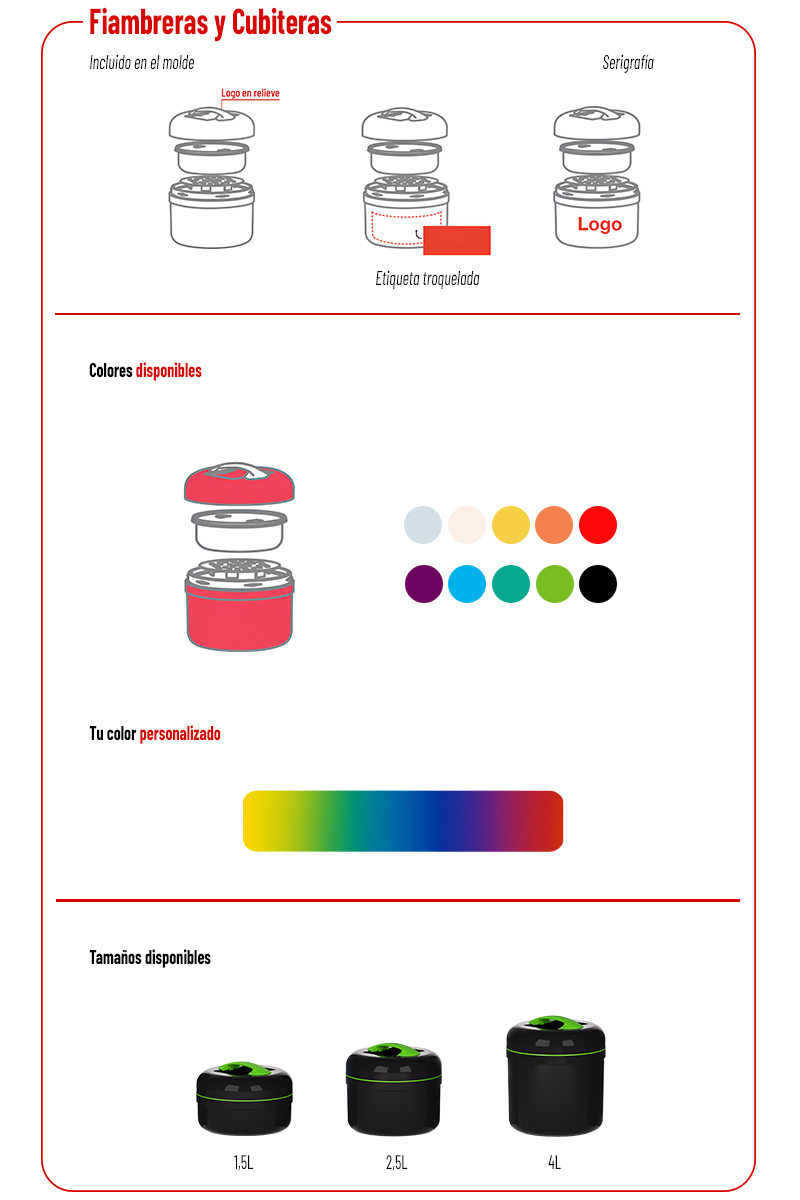 Fiambreras y Cubiteras
Incluido en el molde
Serigrafía
Logo en relieve
Logo
Etiqueta troquelada
Colores disponibles
Tu color personalizado
Tamaños disponibles
1,5L
2,5L
4L